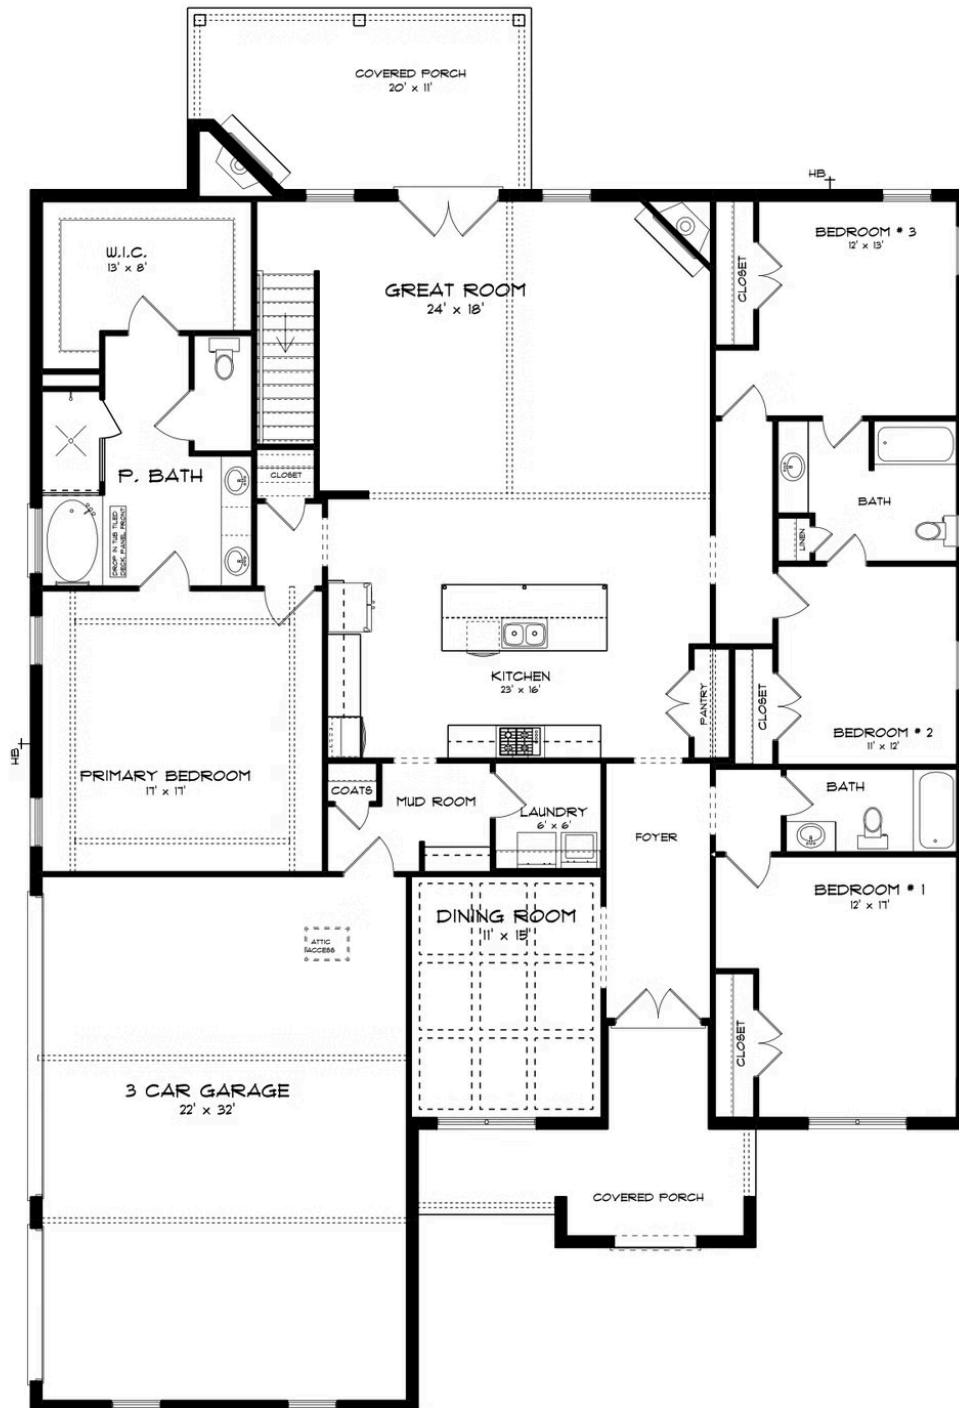 COVERED PORCH
20' x 11'
HB
W.I.C.
13' x 8'
GREAT ROOM
24' x 18'
CLOSET
BEDROOM # 3
12' x 13'
P. BATH
CLOSET
DROP IN TUB TILED
DECK, PANEL FRONT
LINEN
BATH
KITCHEN
23' x 16'
PANTRY
CLOSET
BEDROOM # 2
11' x 12'
HB
PRIMARY BEDROOM
17' x 17'
COATS
MUD ROOM
LAUNDRY
6' x 6'
FOYER
BATH
BEDROOM # 1
12' x 17'
DINING ROOM
11' x 15'
ATTIC
ACCESS
CLOSET
3 CAR GARAGE
22' x 32'
COVERED PORCH